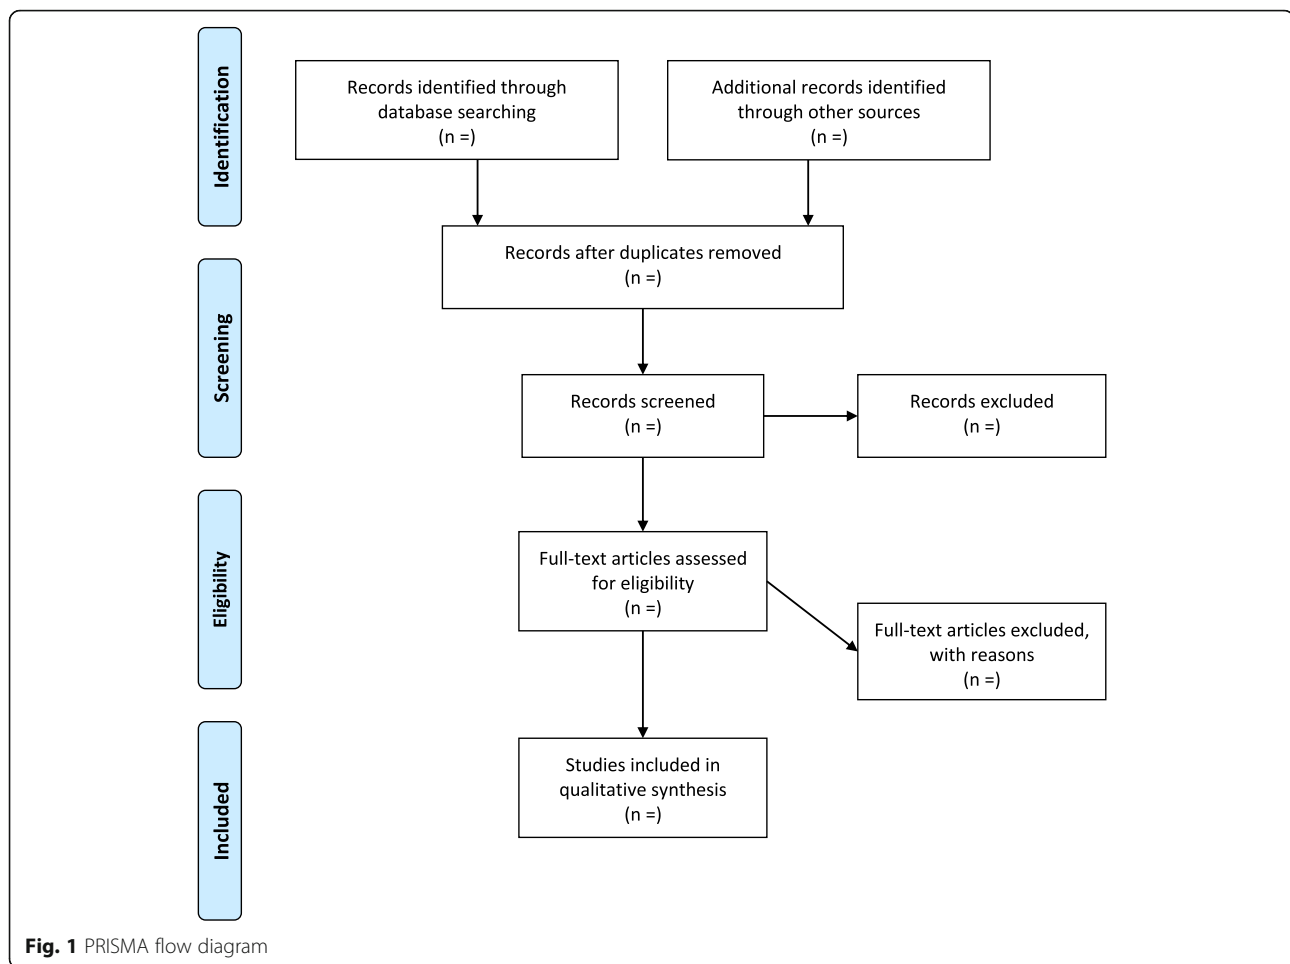 Identification
Records identified through
database searching
(n =)
Additional records identified
through other sources
(n =)
Records after duplicates removed
(n =)
Screening
Records screened
(n =)
Records excluded
(n =)
Eligibility
Full-text articles assessed
for eligibility
(n =)
Full-text articles excluded,
with reasons
(n =)
Included
Studies included in
qualitative synthesis
(n =)
Fig. 1 PRISMA flow diagram